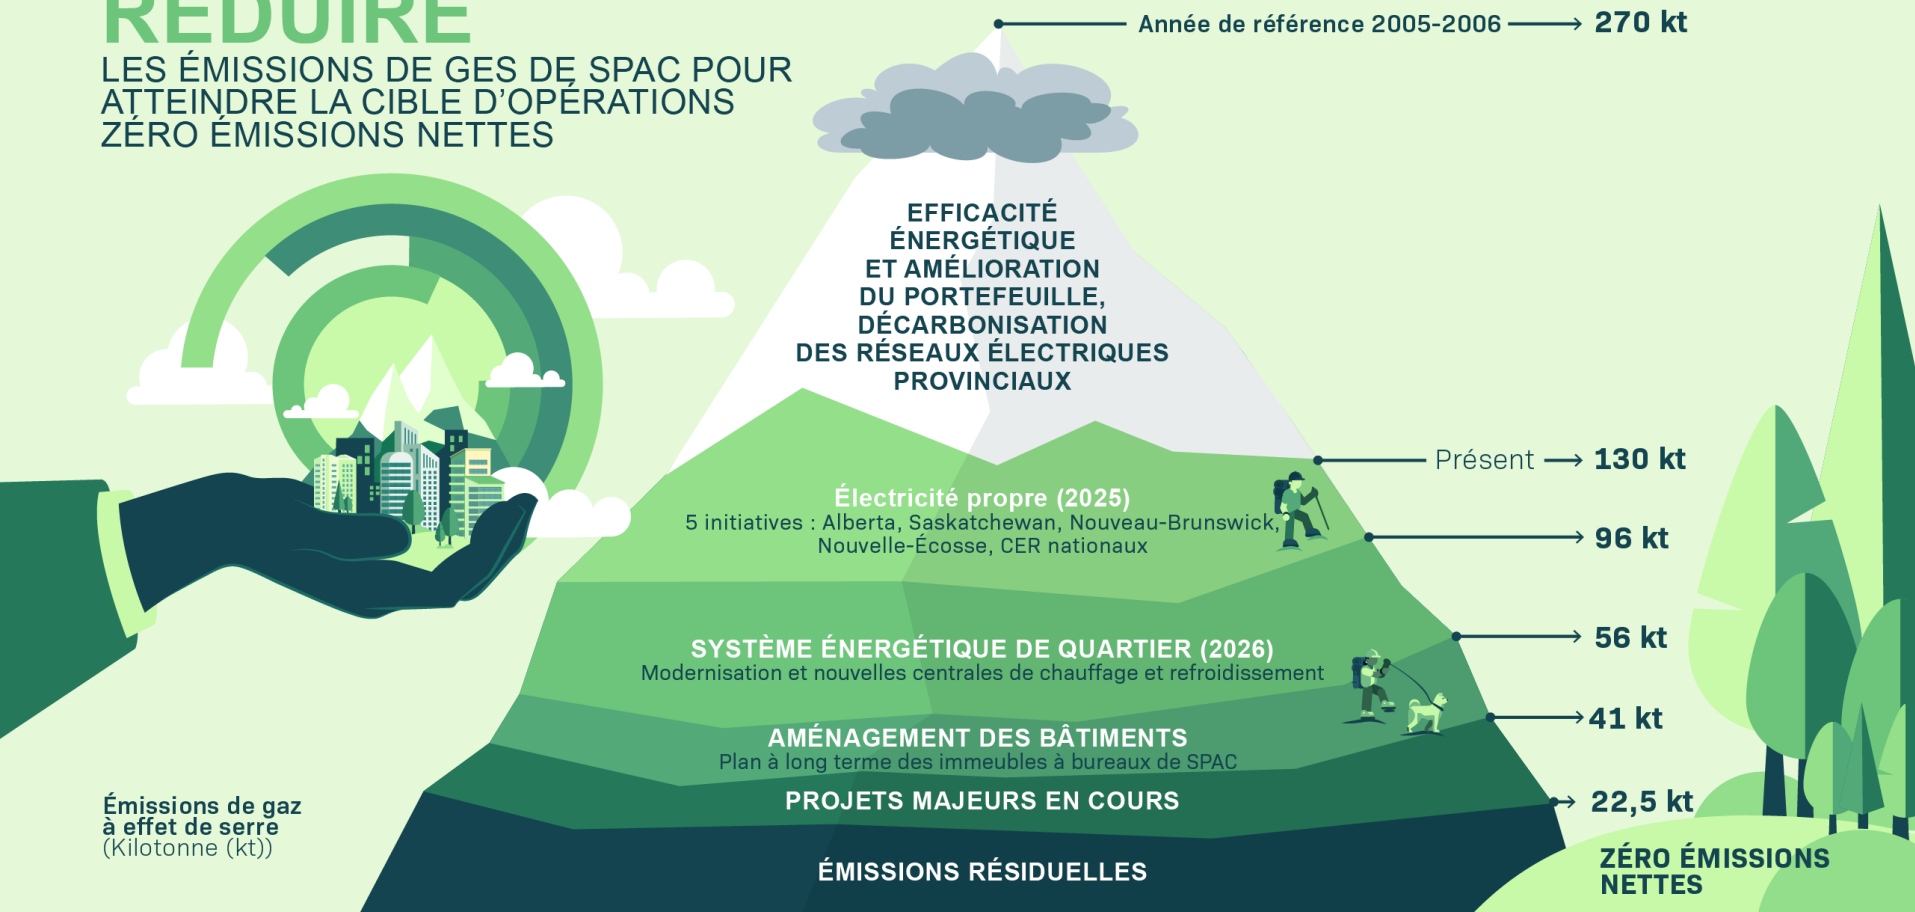 RÉDUIRE
LES ÉMISSIONS DE GES DE SPAC POUR
ATTEINDRE LA CIBLE D’OPÉRATIONS
ZÉRO ÉMISSIONS NETTES
Année de référence 2005-2006
270 kt
EFFICACITÉ
ÉNERGÉTIQUE
ET AMÉLIORATION
DU PORTEFEUILLE,
DÉCARBONISATION
DES RÉSEAUX ÉLECTRIQUES
PROVINCIAUX
Présent
130 kt
Électricité propre (2025)
5 initiatives : Alberta, Saskatchewan, Nouveau-Brunswick,
Nouvelle-Écosse, CER nationaux
96 kt
SYSTÈME ÉNERGÉTIQUE DE QUARTIER (2026)
Modernisation et nouvelles centrales de chauffage et refroidissement
56 kt
AMÉNAGEMENT DES BÂTIMENTS
Plan à long terme des immeubles à bureaux de SPAC
41 kt
PROJETS MAJEURS EN COURS
22,5 kt
ÉMISSIONS RÉSIDUELLES
ZÉRO ÉMISSIONS
NETTES
Émissions de gaz
à effet de serre
(Kilotonne (kt))